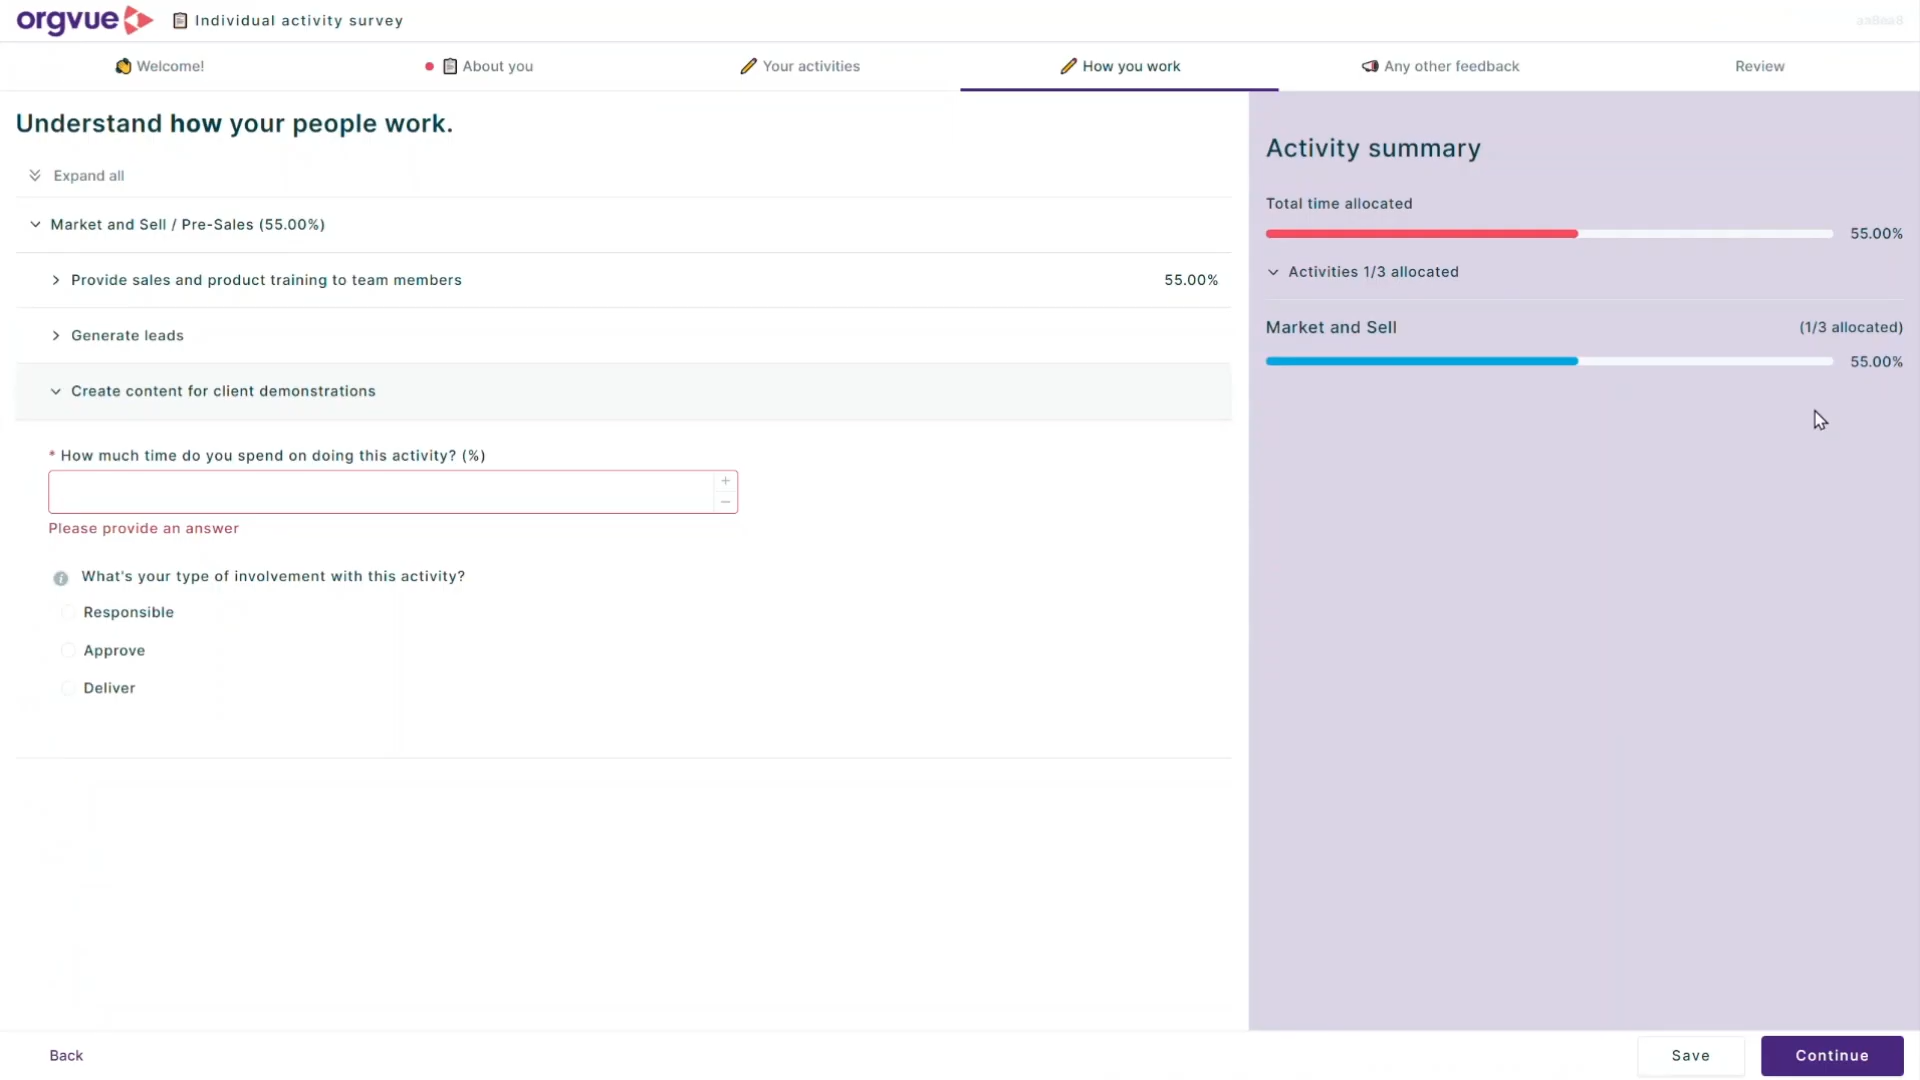 orgvue
Individual activity survey
aa8aa8
Welcome!
About you
Your activities
How you work
Any other feedback
Review
Understand how your people work.
Expand all
Market and Sell / Pre-Sales (55.00%)
Provide sales and product training to team members 55.00%
Generate leads
Create content for client demonstrations
* How much time do you spend on doing this activity? (%)
Please provide an answer
What's your type of involvement with this activity?
Responsible
Approve
Deliver
Activity summary
Total time allocated
55.00%
Activities 1/3 allocated
Market and Sell (1/3 allocated)
55.00%
Back
Save
Continue